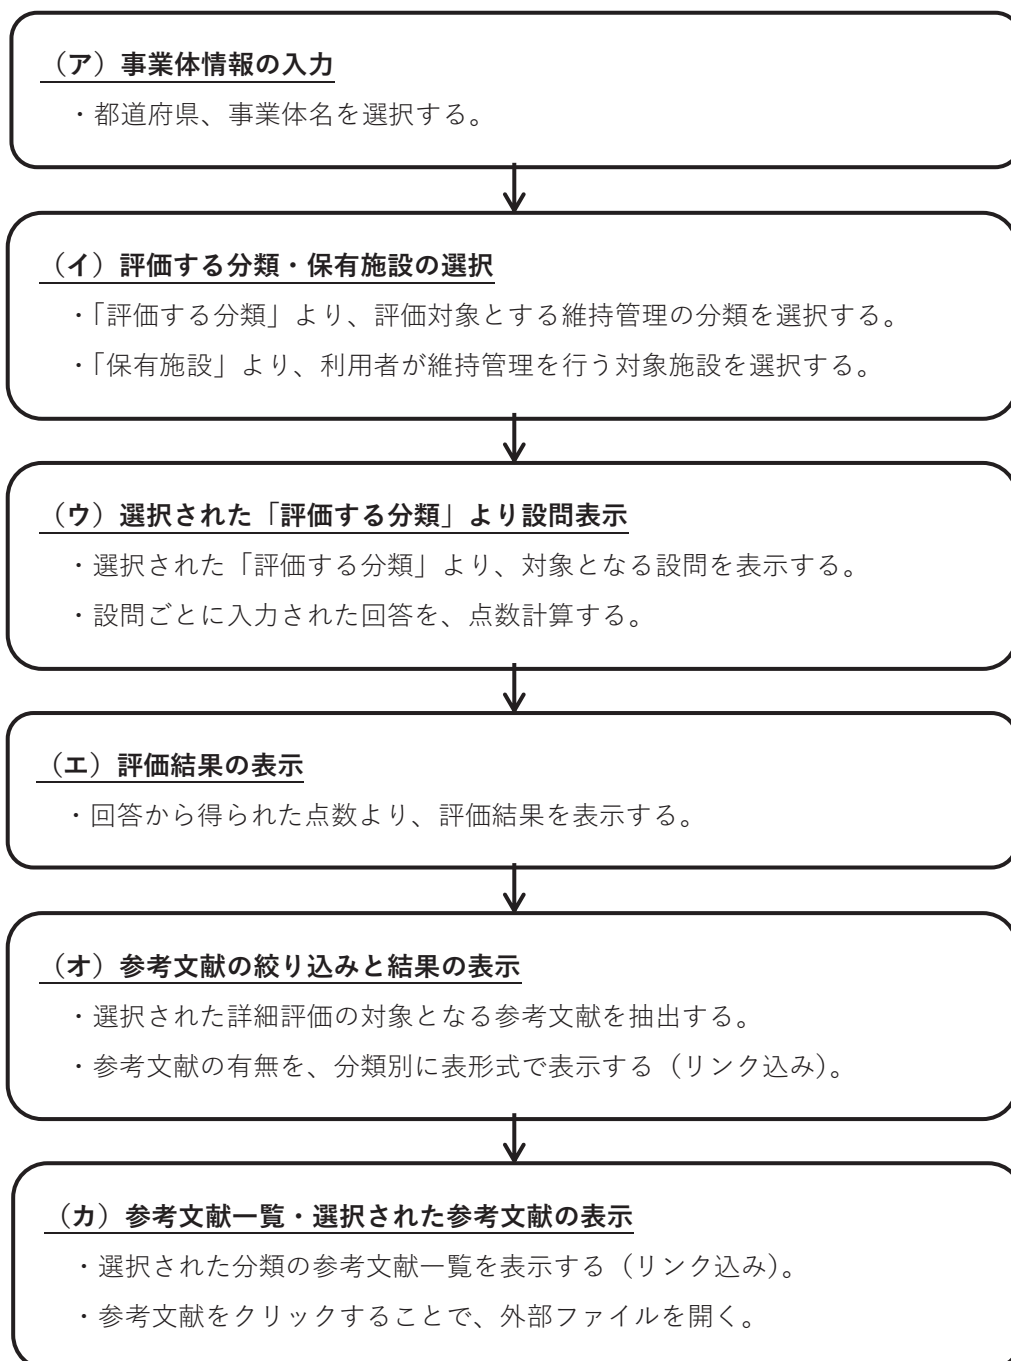 （ア）事業体情報の入力
・都道府県、事業体名を選択する。
（イ）評価する分類・保有施設の選択
・「評価する分類」より、評価対象とする維持管理の分類を選択する。
・「保有施設」より、利用者が維持管理を行う対象施設を選択する。
（ウ）選択された「評価する分類」より設問表示
・選択された「評価する分類」より、対象となる設問を表示する。
・設問ごとに入力された回答を、点数計算する。
（エ）評価結果の表示
・回答から得られた点数より、評価結果を表示する。
（オ）参考文献の絞り込みと結果の表示
・選択された詳細評価の対象となる参考文献を抽出する。
・参考文献の有無を、分類別に表形式で表示する（リンク込み）。
（カ）参考文献一覧・選択された参考文献の表示
・選択された分類の参考文献一覧を表示する（リンク込み）。
・参考文献をクリックすることで、外部ファイルを開く。